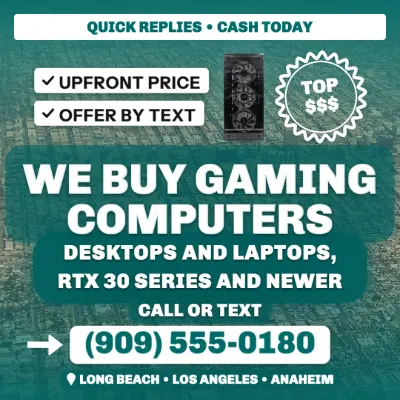 QUICK REPLIES • CASH TODAY
✓ UPFRONT PRICE
✓ OFFER BY TEXT
TOP
$$$
WE BUY GAMING
COMPUTERS
DESKTOPS AND LAPTOPS,
RTX 30 SERIES AND NEWER
CALL OR TEXT
(909) 555-0180
LONG BEACH • LOS ANGELES • ANAHEIM